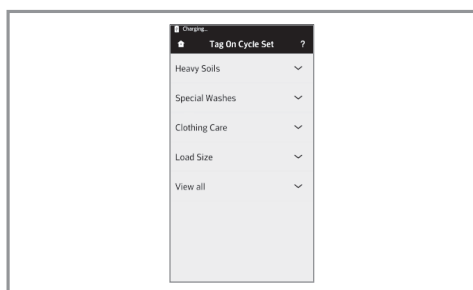 Charging...
Tag On Cycle Set ?
Heavy Soils
Special Washes
Clothing Care
Load Size
View all